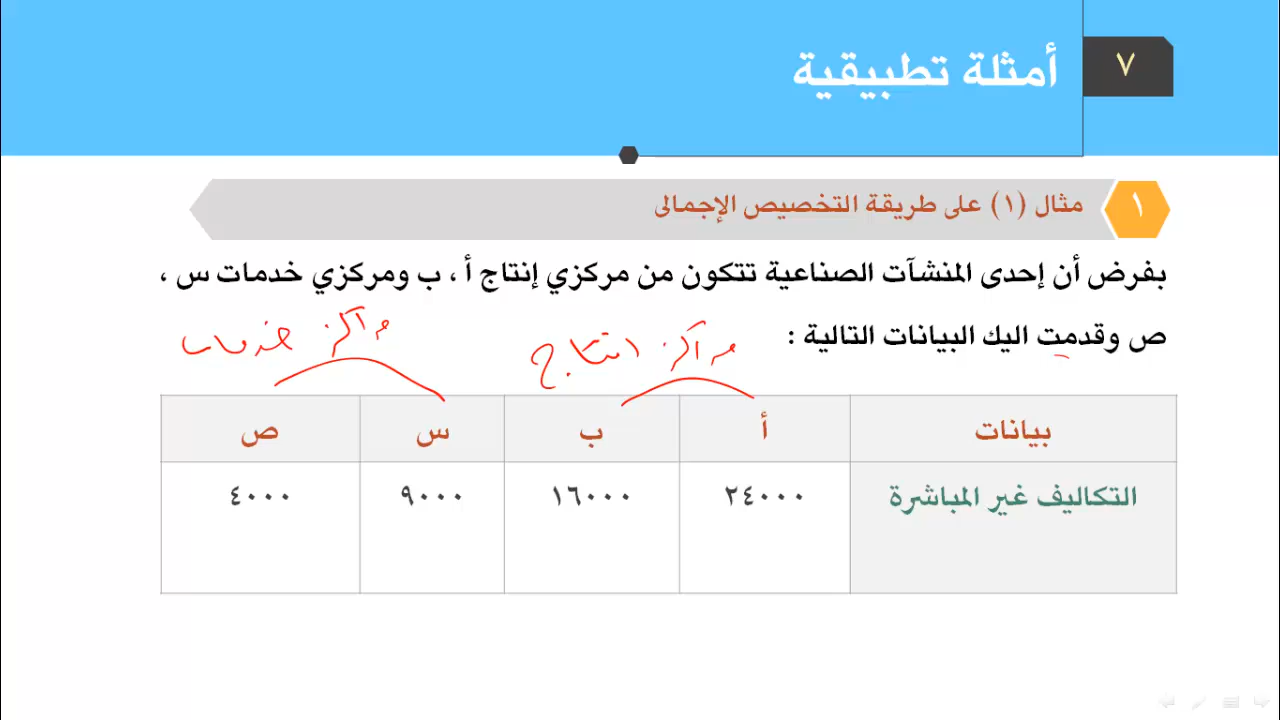 ٧
أمثلة تطبيقية
١
مثال (١) على طريقة التخصيص الإجمالى
بفرض أن إحدى المنشآت الصناعية تتكون من مركزي إنتاج أ ، ب ومركزي خدمات س ،
ص وقدمت اليك البيانات التالية :
مراكز انتاج
مراكز خدمات
بيانات أ ب س ص
التكاليف غير المباشرة ٢٤٠٠٠ ١٦٠٠٠ ٩٠٠٠ ٤٠٠٠